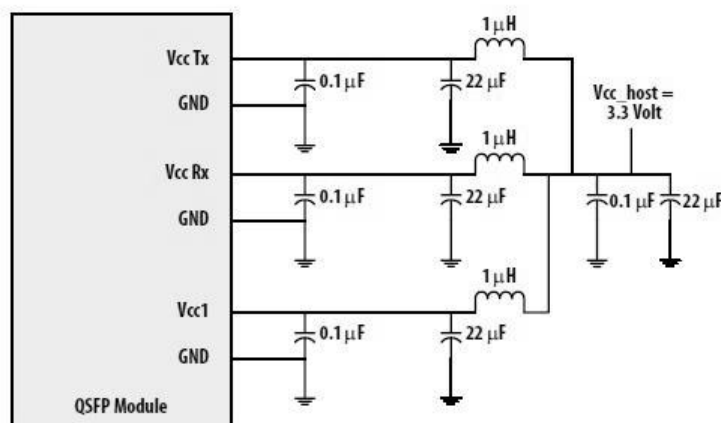 1 μH
Vcc Tx
0.1 μF
22 μF
GND
Vcc_host =
3.3 Volt
1 μH
Vcc Rx
0.1 μF
22 μF
0.1 μF
22 μF
GND
1 μH
Vcc1
0.1 μF
22 μF
GND
QSFP Module